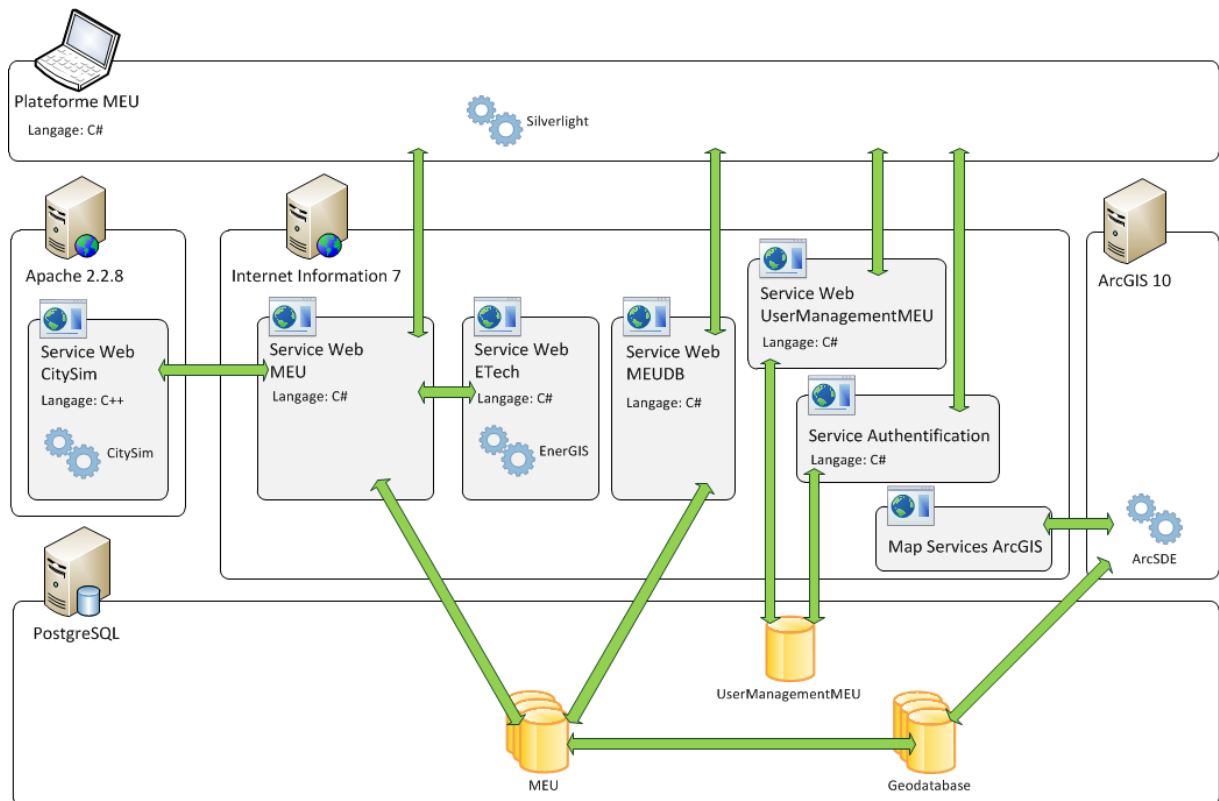 Plateforme MEU
Langage: C#
Silverlight
Apache 2.2.8
Internet Information 7
ArcGIS 10
Service Web
CitySim
Langage: C++
CitySim
Service Web
MEU
Langage: C#
Service Web
ETech
Langage: C#
EnerGIS
Service Web
MEUDB
Langage: C#
Service Web
UserManagementMEU
Langage: C#
Service Authentification
Langage: C#
Map Services ArcGIS
ArcSDE
PostgreSQL
UserManagementMEU
MEU
Geodatabase